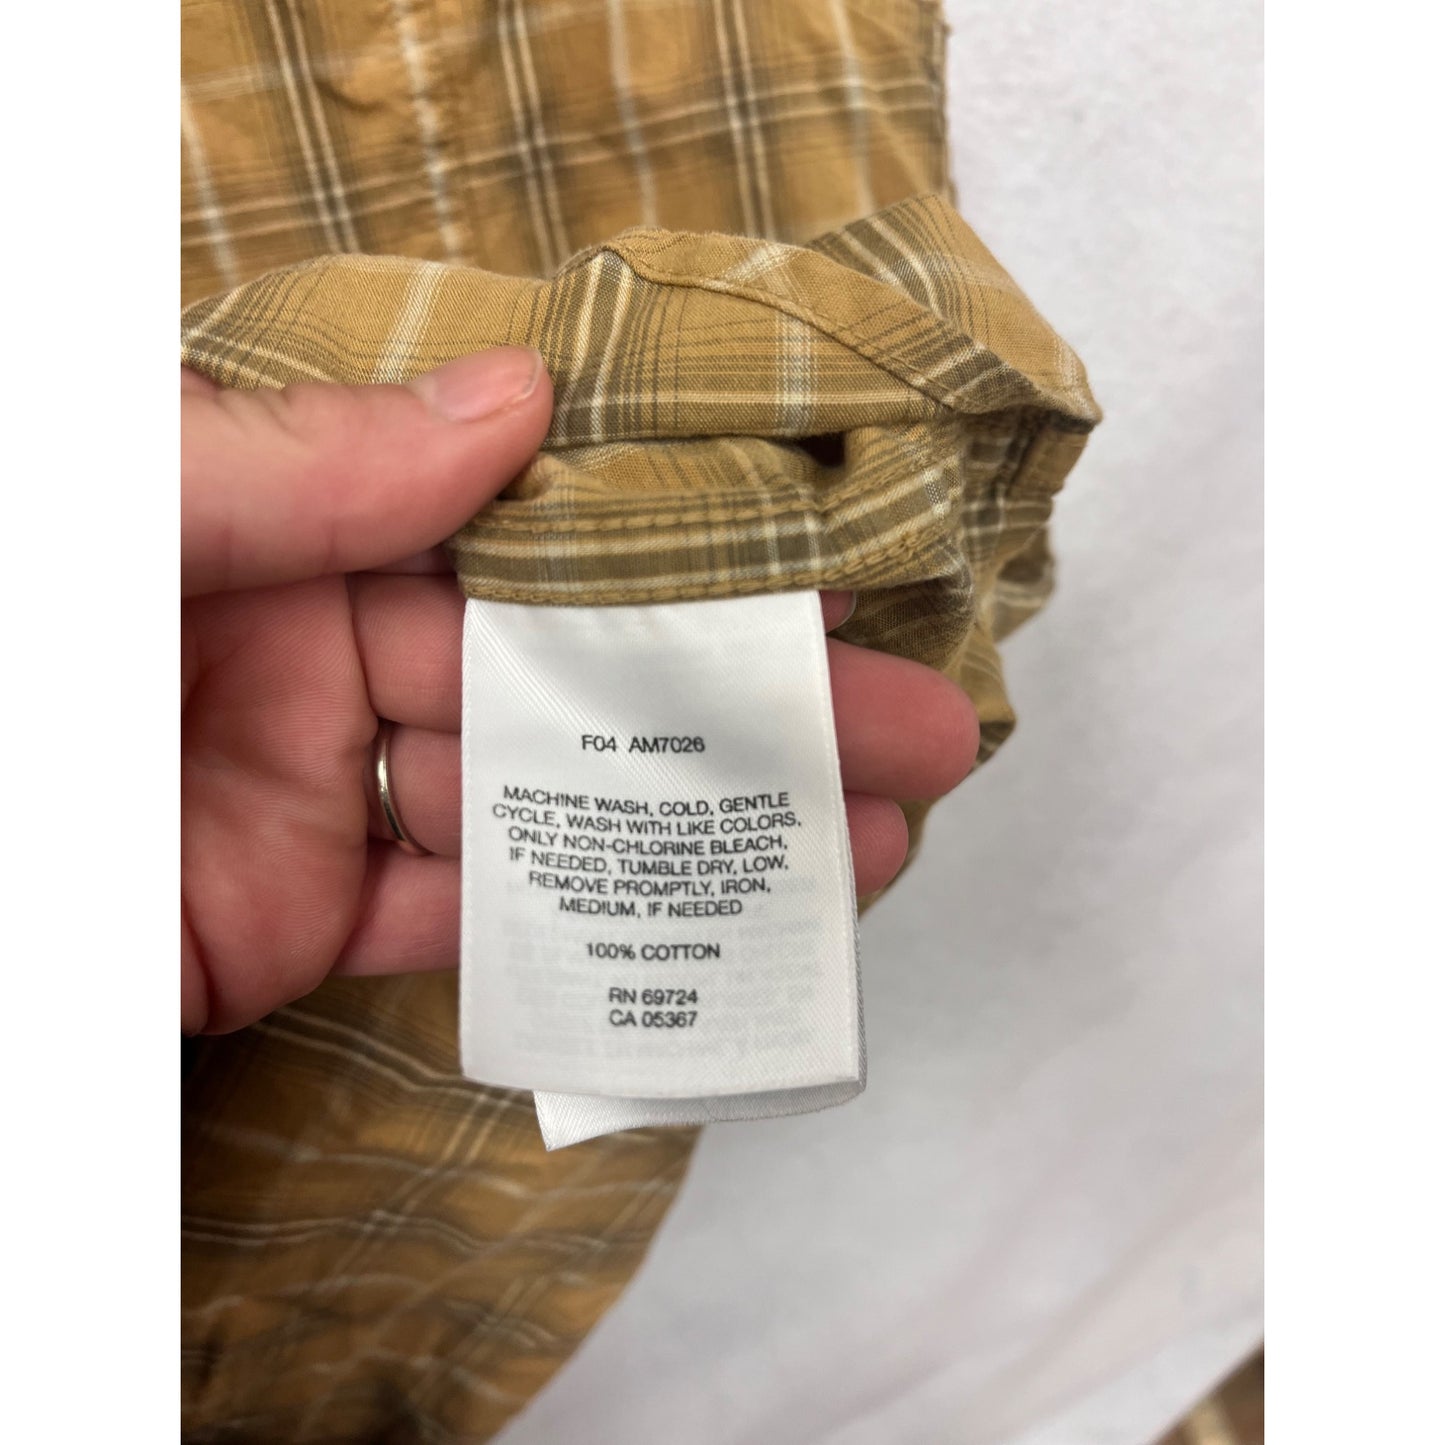 F04 AM7026
MACHINE WASH, COLD, GENTLE
CYCLE, WASH WITH LIKE COLORS,
ONLY NON-CHLORINE BLEACH,
IF NEEDED, TUMBLE DRY, LOW,
REMOVE PROMPTLY, IRON,
MEDIUM, IF NEEDED
100% COTTON
RN 69724
CA 05367